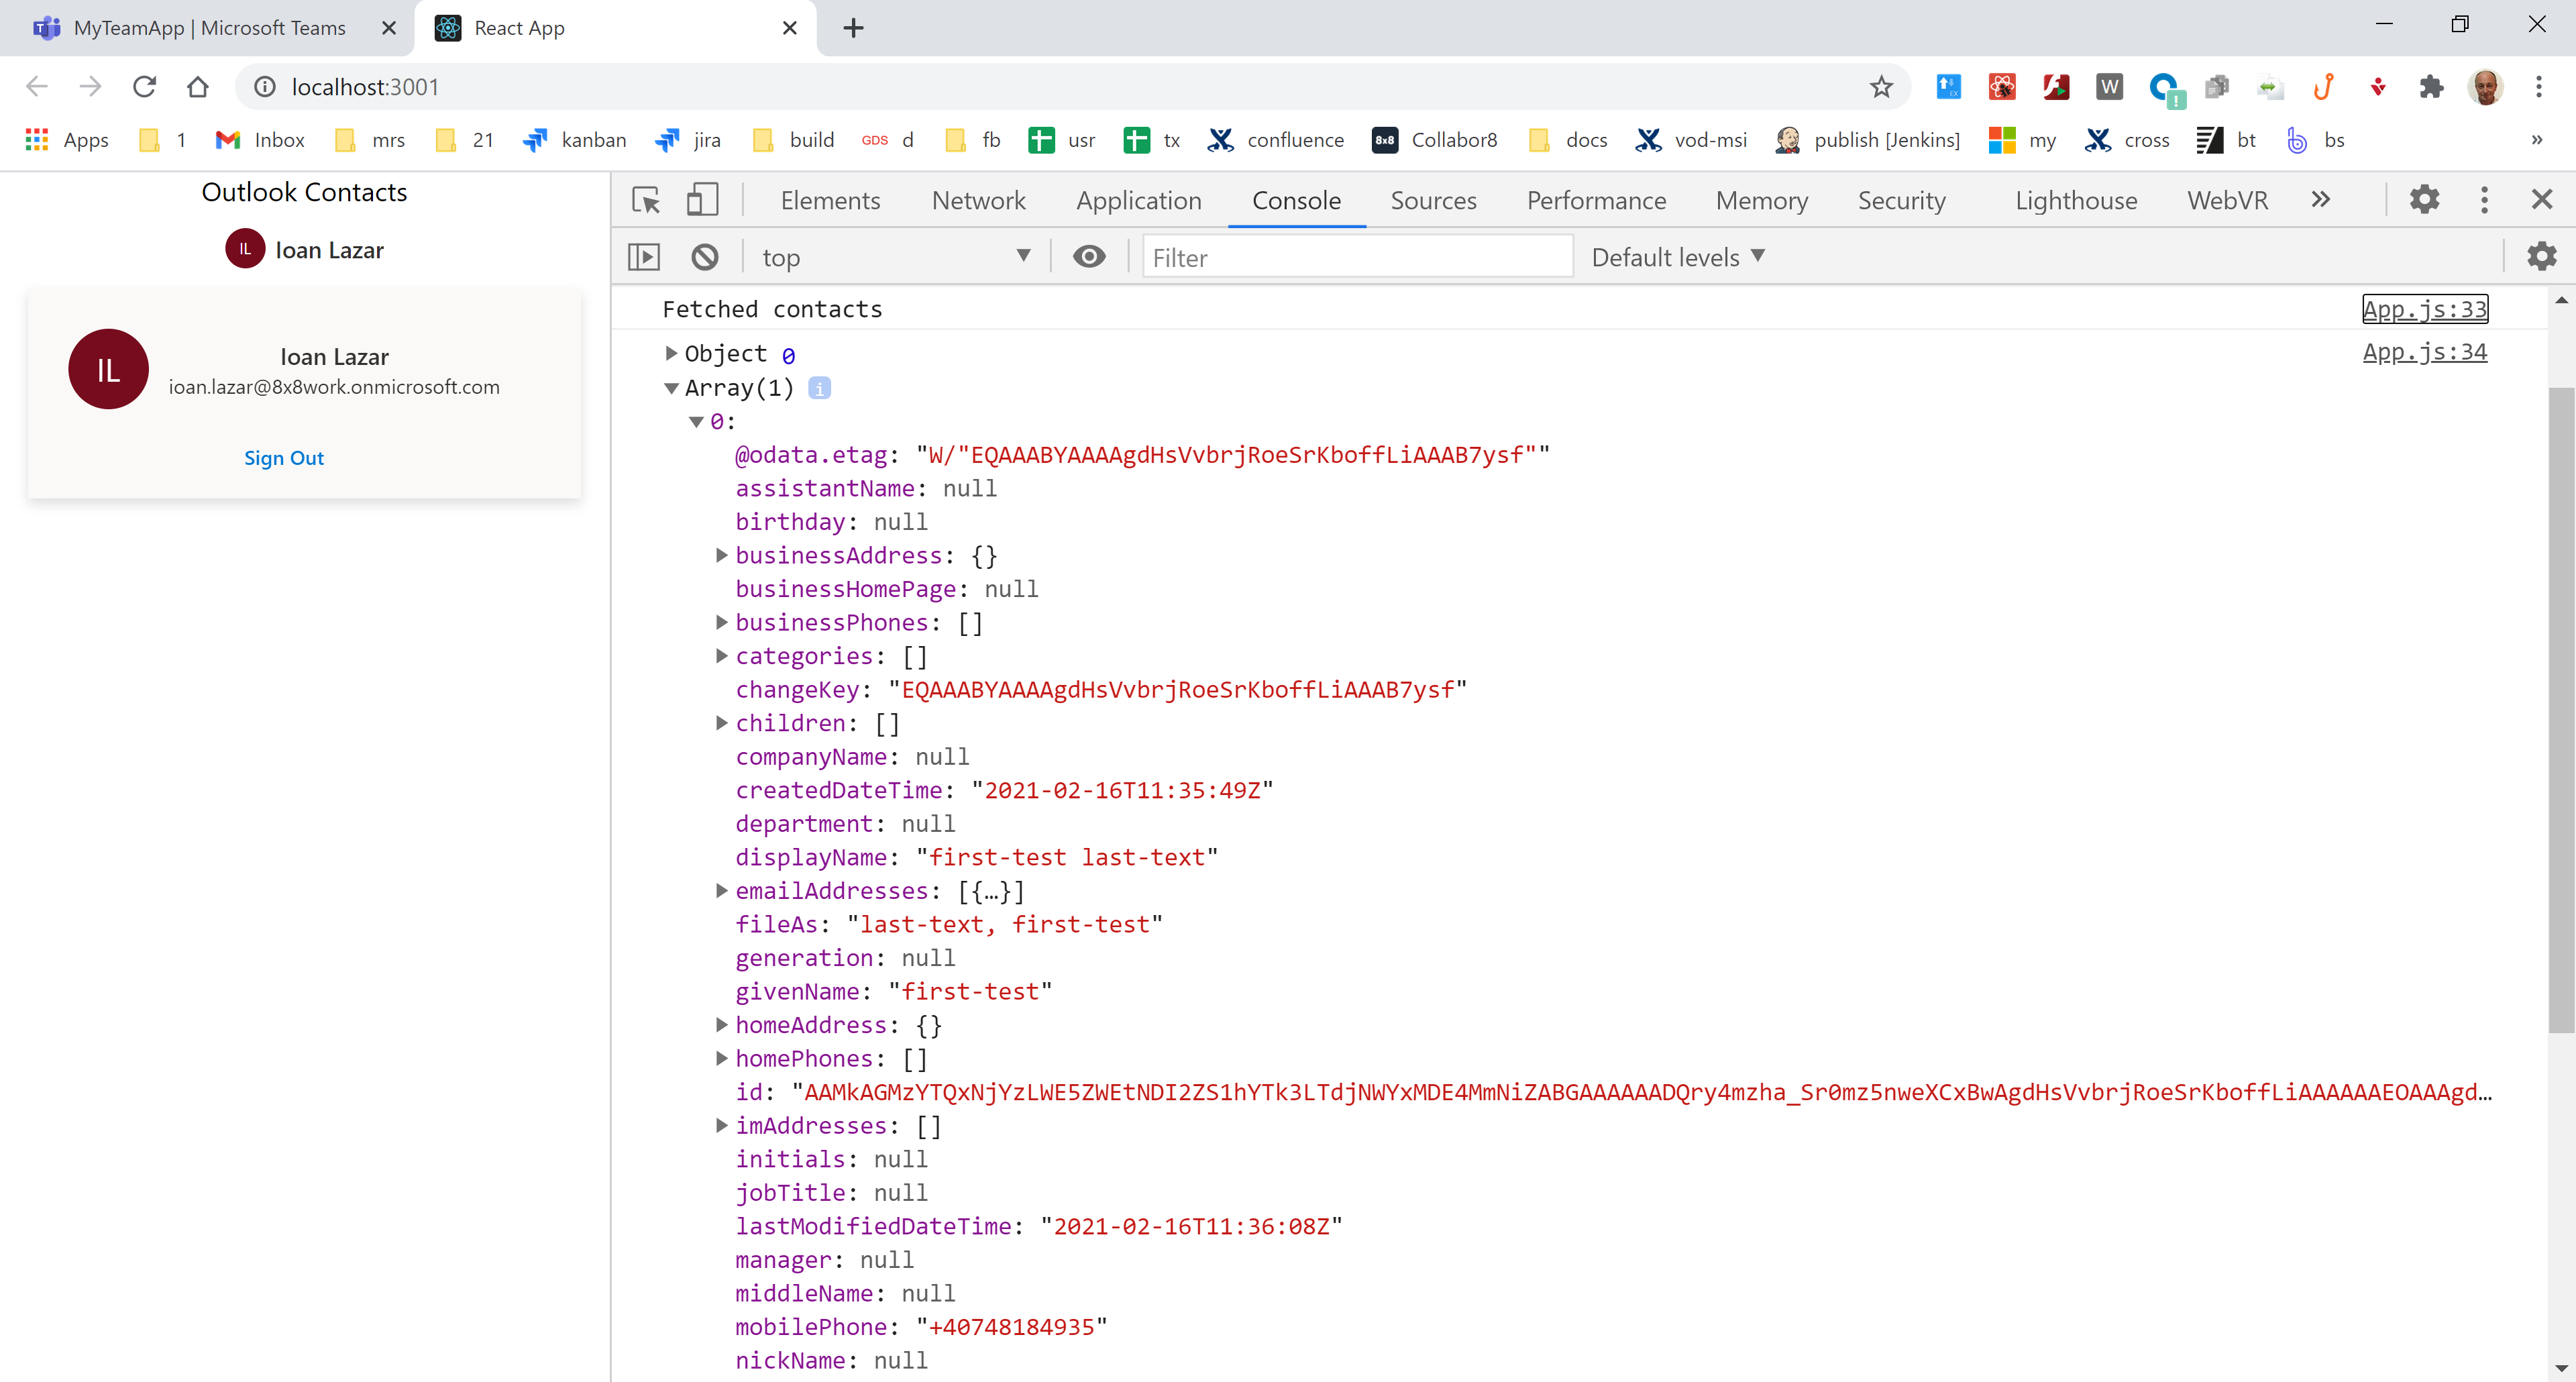 MyTeamApp | Microsoft Teams
React App
localhost:3001
EX
W
Apps
1
Inbox
mrs
21
kanban
jira
build
GDS d
fb
usr
tx
confluence
8x8 Collabor8
docs
vod-msi
publish [Jenkins]
my
cross
bt
bs
»
Outlook Contacts
IL Ioan Lazar
IL
Ioan Lazar
ioan.lazar@8x8work.onmicrosoft.com
Sign Out
Elements Network Application Console Sources Performance Memory Security Lighthouse WebVR »
top
Filter
Default levels
Fetched contacts App.js:33
Object 0 App.js:34
Array(1) i
0:
@odata.etag: "W/"EQAAABYAAAAgdHsVvbrjRoeSrKboffLiAAAB7ysf""
assistantName: null
birthday: null
businessAddress: {}
businessHomePage: null
businessPhones: []
categories: []
changeKey: "EQAAABYAAAAgdHsVvbrjRoeSrKboffLiAAAB7ysf"
children: []
companyName: null
createdDateTime: "2021-02-16T11:35:49Z"
department: null
displayName: "first-test last-text"
emailAddresses: [{…}]
fileAs: "last-text, first-test"
generation: null
givenName: "first-test"
homeAddress: {}
homePhones: []
id: "AAMkAGMzYTQxNjYzLWE5ZWEtNDI2ZS1hYTk3LTdjNWYxMDE4MmNiZABGAAAAAADQry4mzha_Sr0mz5nweXCxBwAgdHsVvbrjRoeSrKboffLiAAAAAAEOAAAgd…
imAddresses: []
initials: null
jobTitle: null
lastModifiedDateTime: "2021-02-16T11:36:08Z"
manager: null
middleName: null
mobilePhone: "+40748184935"
nickName: null